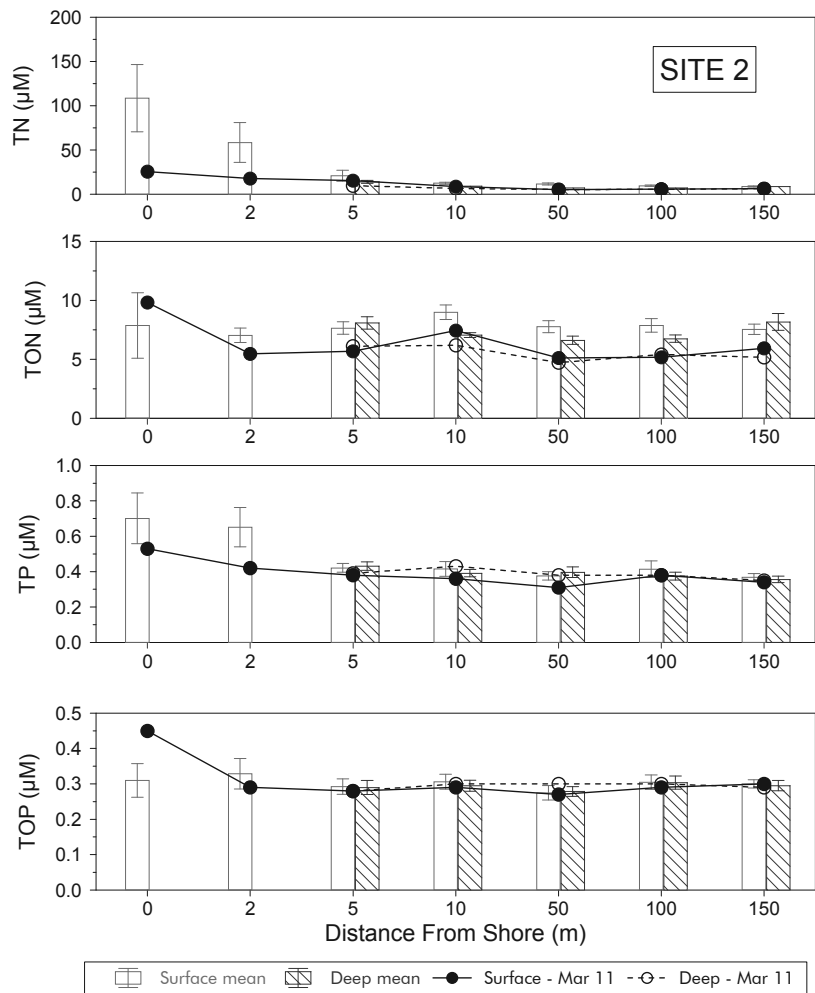 SITE 2
TN (µM)
200
150
100
50
0
0 2 5 10 50 100 150
TON (µM)
15
10
5
0
0 2 5 10 50 100 150
TP (µM)
1.0
0.8
0.6
0.4
0.2
0.0
0 2 5 10 50 100 150
TOP (µM)
0.5
0.4
0.3
0.2
0.1
0.0
0 2 5 10 50 100 150
Distance From Shore (m)
Surface mean Deep mean Surface - Mar 11 Deep - Mar 11